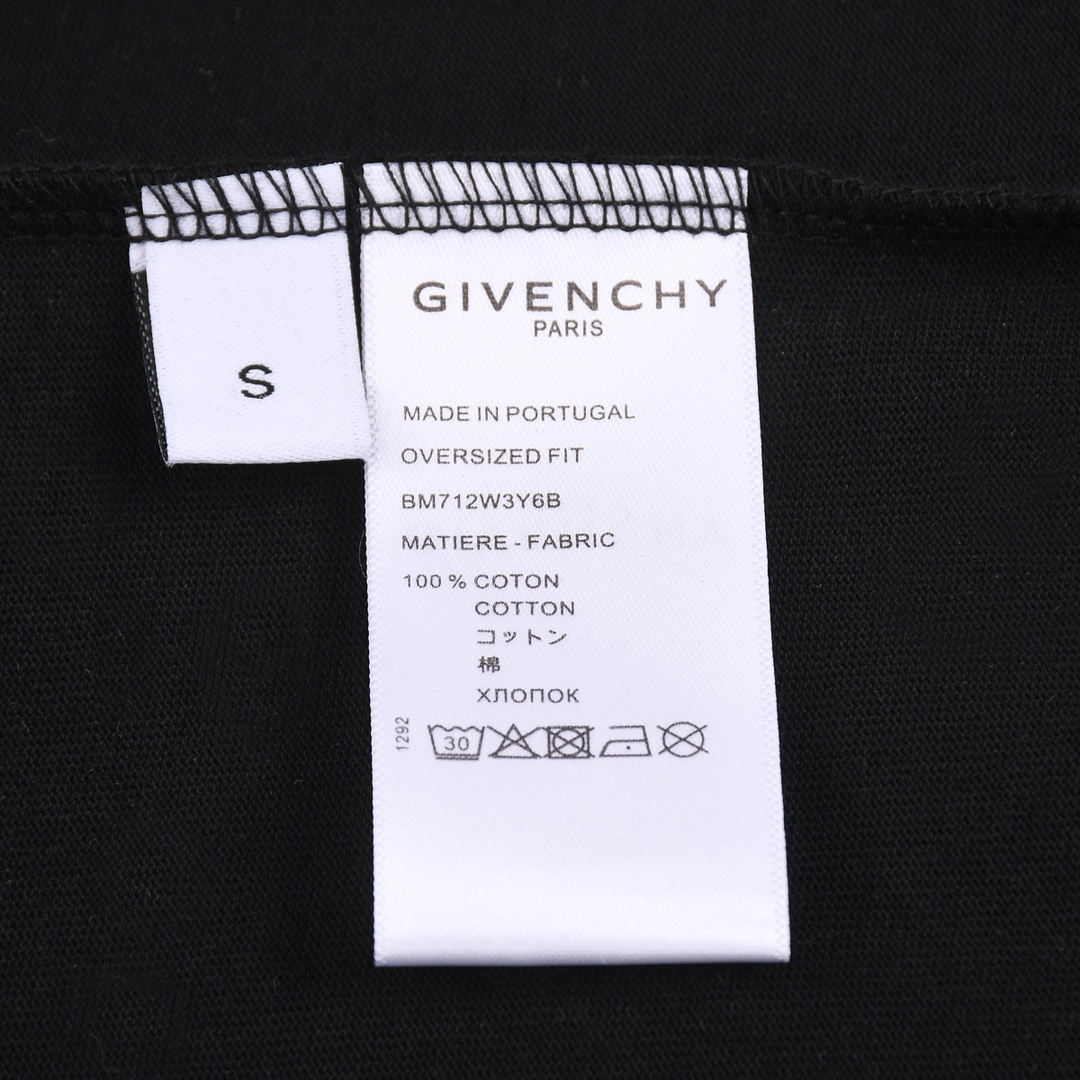 S
GIVENCHY
PARIS
MADE IN PORTUGAL
OVERSIZED FIT
BM712W3Y6B
MATIERE - FABRIC
100 % COTON
COTTON
コットン
棉
ХЛОПОК
1292
30